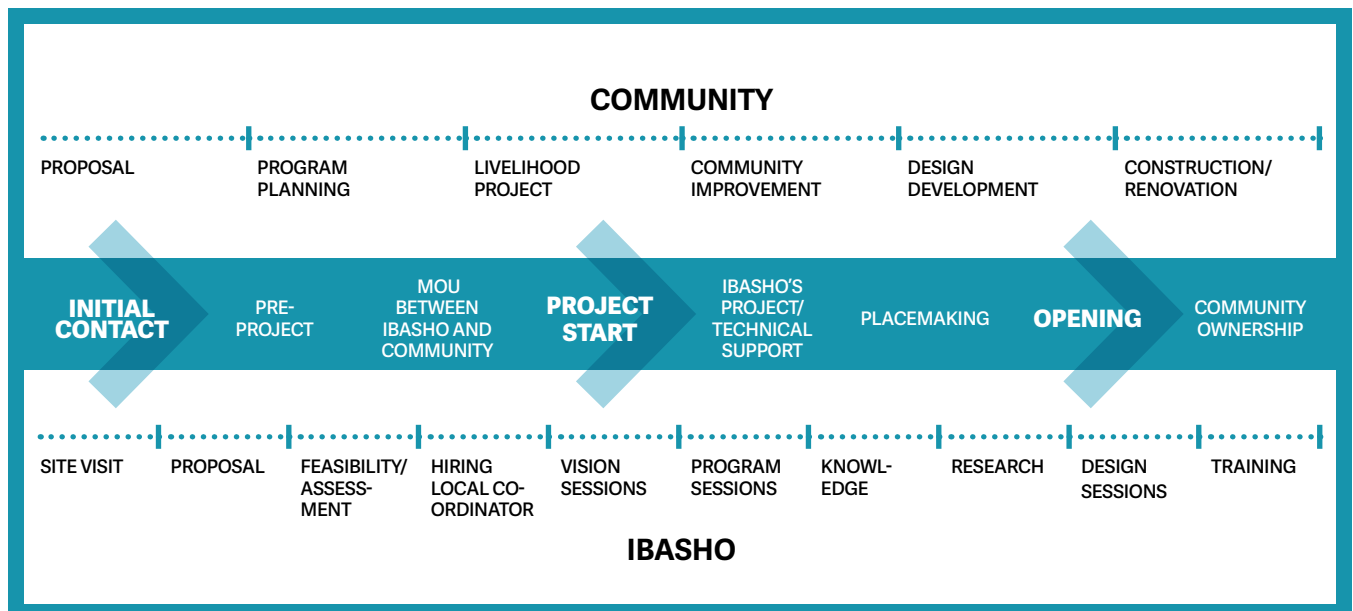 COMMUNITY
PROPOSAL
PROGRAM
PLANNING
LIVELIHOOD
PROJECT
COMMUNITY
IMPROVEMENT
DESIGN
DEVELOPMENT
CONSTRUCTION/
RENOVATION
INITIAL
CONTACT
PRE-
PROJECT
MOU
BETWEEN
IBASHO AND
COMMUNITY
PROJECT
START
IBASHO'S
PROJECT/
TECHNICAL
SUPPORT
PLACEMAKING
OPENING
COMMUNITY
OWNERSHIP
SITE VISIT
PROPOSAL
FEASIBILITY/
ASSESS-
MENT
HIRING
LOCAL CO-
ORDINATOR
VISION
SESSIONS
PROGRAM
SESSIONS
KNOWL-
EDGE
RESEARCH
DESIGN
SESSIONS
TRAINING
IBASHO